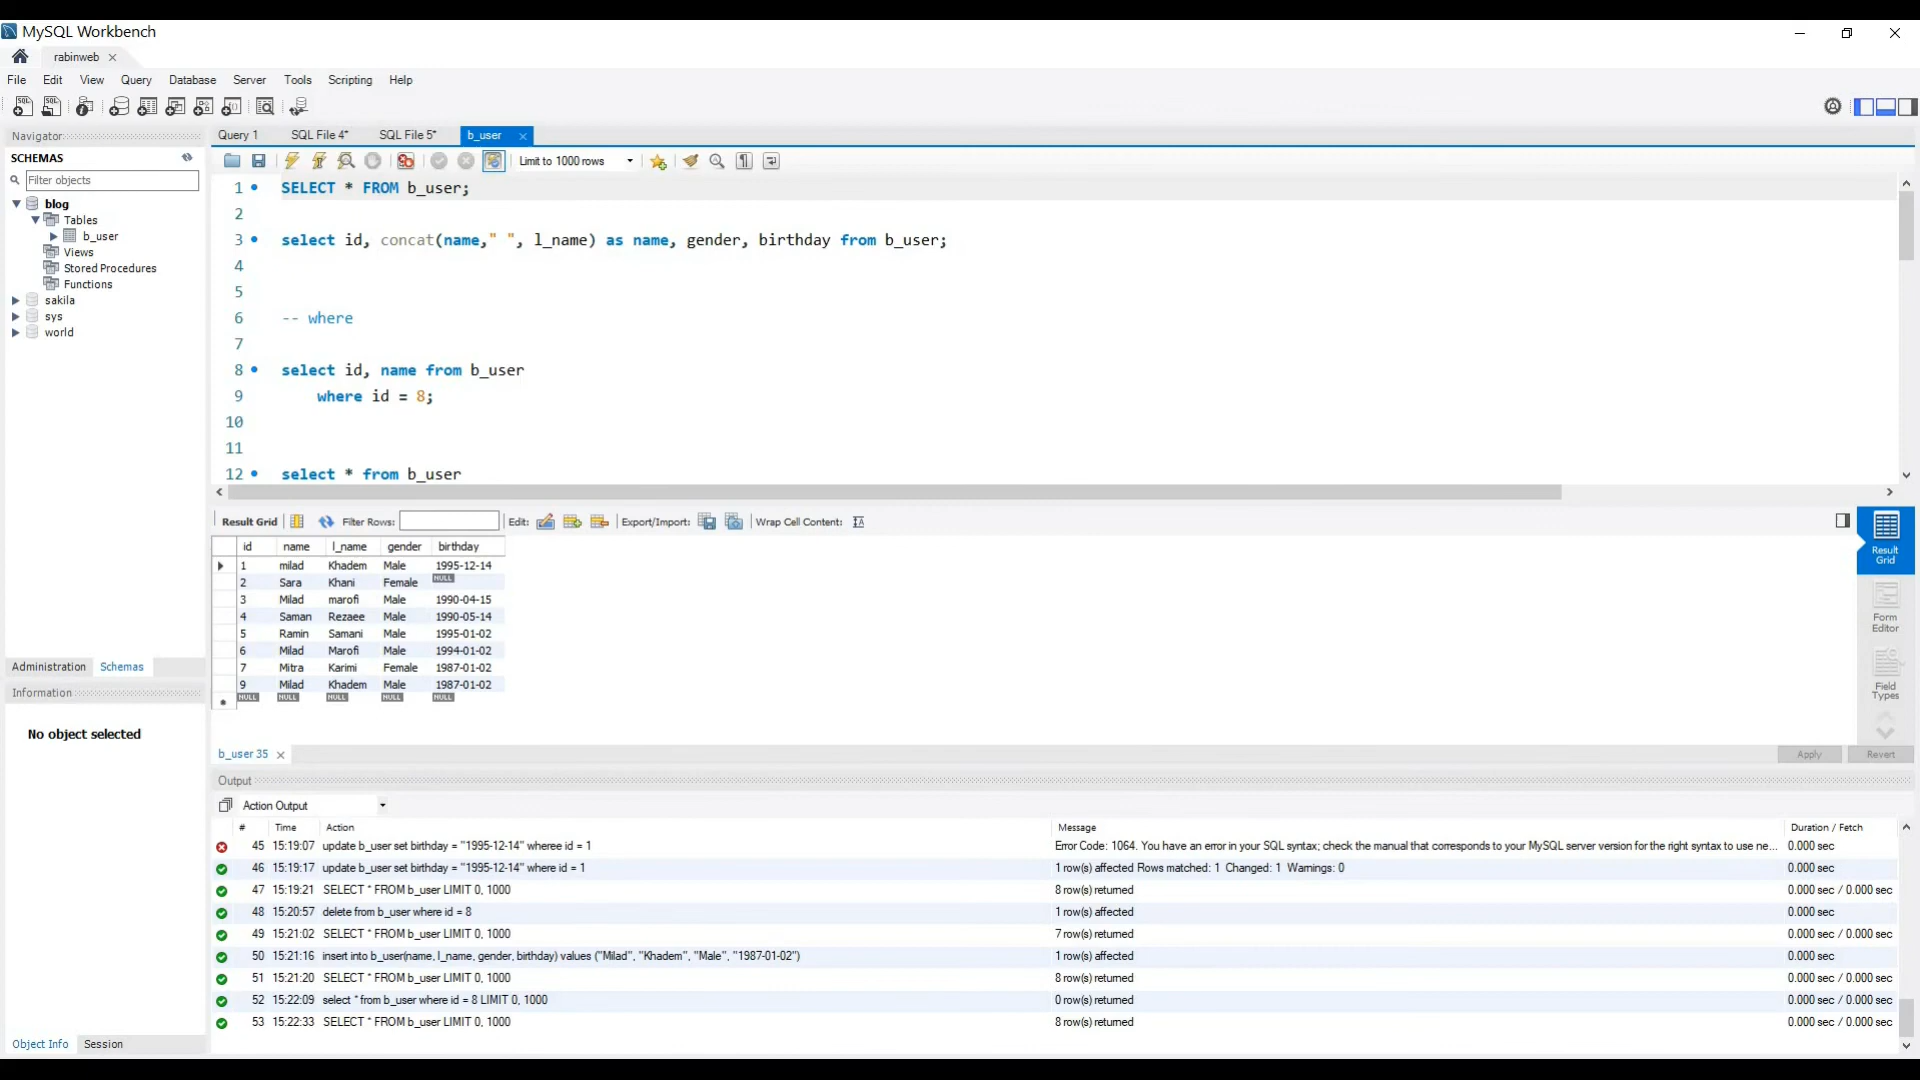 MySQL Workbench
rabinweb
File Edit View Query Database Server Tools Scripting Help
Navigator
SCHEMAS
Filter objects
blog
Tables
b_user
Views
Stored Procedures
Functions
sakila
sys
world
Administration Schemas
Information
No object selected
Object Info Session
Query 1 SQL File 4* SQL File 5* b_user
Limit to 1000 rows
1 SELECT * FROM b_user;
2
3 select id, concat(name," ", l_name) as name, gender, birthday from b_user;
4
5
6 -- where
7
8 select id, name from b_user
9 where id = 8;
10
11
12 select * from b_user
Result Grid Filter Rows: Edit: Export/Import: Wrap Cell Content:
id name l_name gender birthday
1 milad Khadem Male 1995-12-14
2 Sara Khani Female NULL
3 Milad marofi Male 1990-04-15
4 Saman Rezaee Male 1990-05-14
5 Ramin Samani Male 1995-01-02
6 Milad Marofi Male 1994-01-02
7 Mitra Karimi Female 1987-01-02
9 Milad Khadem Male 1987-01-02
NULL NULL NULL NULL NULL
Result
Grid
Form
Editor
Field
Types
b_user 35
Apply Revert
Output
Action Output
# Time Action Message Duration / Fetch
45 15:19:07 update b_user set birthday = "1995-12-14" wheree id = 1 Error Code: 1064. You have an error in your SQL syntax; check the manual that corresponds to your MySQL server version for the right syntax to use ne... 0.000 sec
46 15:19:17 update b_user set birthday = "1995-12-14" where id = 1 1 row(s) affected Rows matched: 1 Changed: 1 Warnings: 0 0.000 sec
47 15:19:21 SELECT * FROM b_user LIMIT 0, 1000 8 row(s) returned 0.000 sec / 0.000 sec
48 15:20:57 delete from b_user where id = 8 1 row(s) affected 0.000 sec
49 15:21:02 SELECT * FROM b_user LIMIT 0, 1000 7 row(s) returned 0.000 sec / 0.000 sec
50 15:21:16 insert into b_user(name, l_name, gender, birthday) values ("Milad", "Khadem", "Male", "1987-01-02") 1 row(s) affected 0.000 sec
51 15:21:20 SELECT * FROM b_user LIMIT 0, 1000 8 row(s) returned 0.000 sec / 0.000 sec
52 15:22:09 select * from b_user where id = 8 LIMIT 0, 1000 0 row(s) returned 0.000 sec / 0.000 sec
53 15:22:33 SELECT * FROM b_user LIMIT 0, 1000 8 row(s) returned 0.000 sec / 0.000 sec